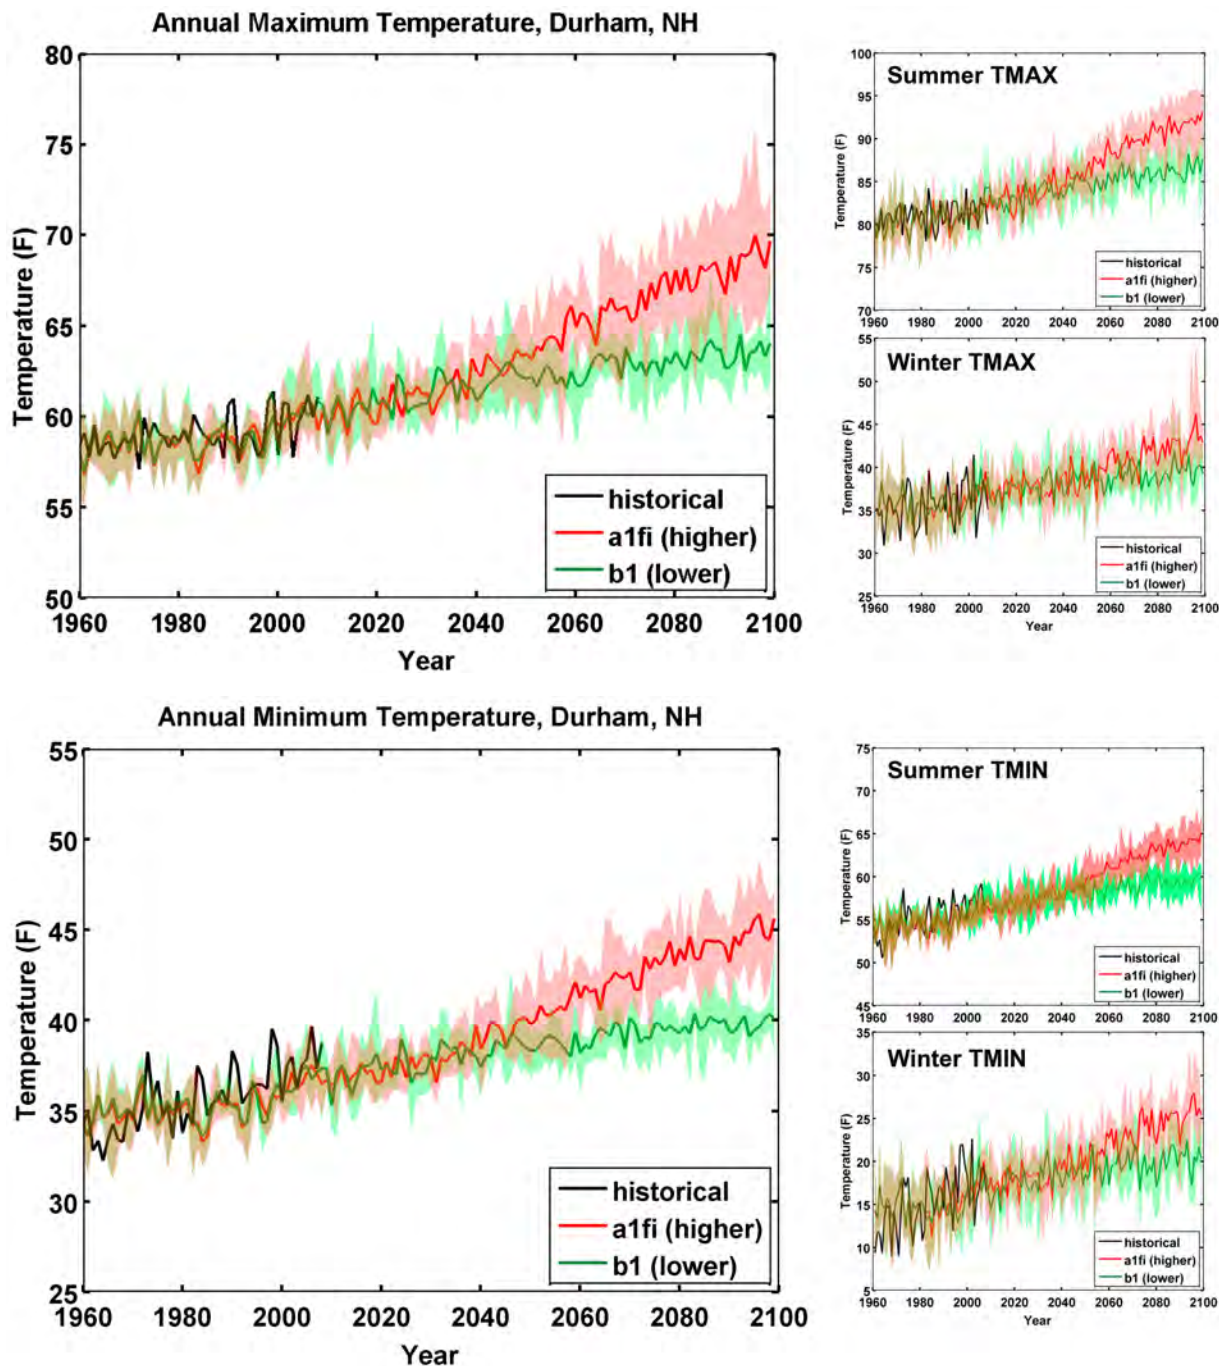 Annual Maximum Temperature, Durham, NH
80
75
70
65
60
55
50
Temperature (F)
1960 1980 2000 2020 2040 2060 2080 2100
Year
historical
a1fi (higher)
b1 (lower)
Summer TMAX
100
95
90
85
80
75
70
Temperature (F)
historical
a1fi (higher)
b1 (lower)
1960 1980 2000 2020 2040 2060 2080 2100
Winter TMAX
55
50
45
40
35
30
25
Temperature (F)
historical
a1fi (higher)
b1 (lower)
1960 1980 2000 2020 2040 2060 2080 2100
Year
Annual Minimum Temperature, Durham, NH
55
50
45
40
35
30
25
Temperature (F)
historical
a1fi (higher)
b1 (lower)
1960 1980 2000 2020 2040 2060 2080 2100
Year
Summer TMIN
75
70
65
60
55
50
45
Temperature (F)
historical
a1fi (higher)
b1 (lower)
1960 1980 2000 2020 2040 2060 2080 2100
Winter TMIN
35
30
25
20
15
10
5
Temperature (F)
historical
a1fi (higher)
b1 (lower)
1960 1980 2000 2020 2040 2060 2080 2100
Year